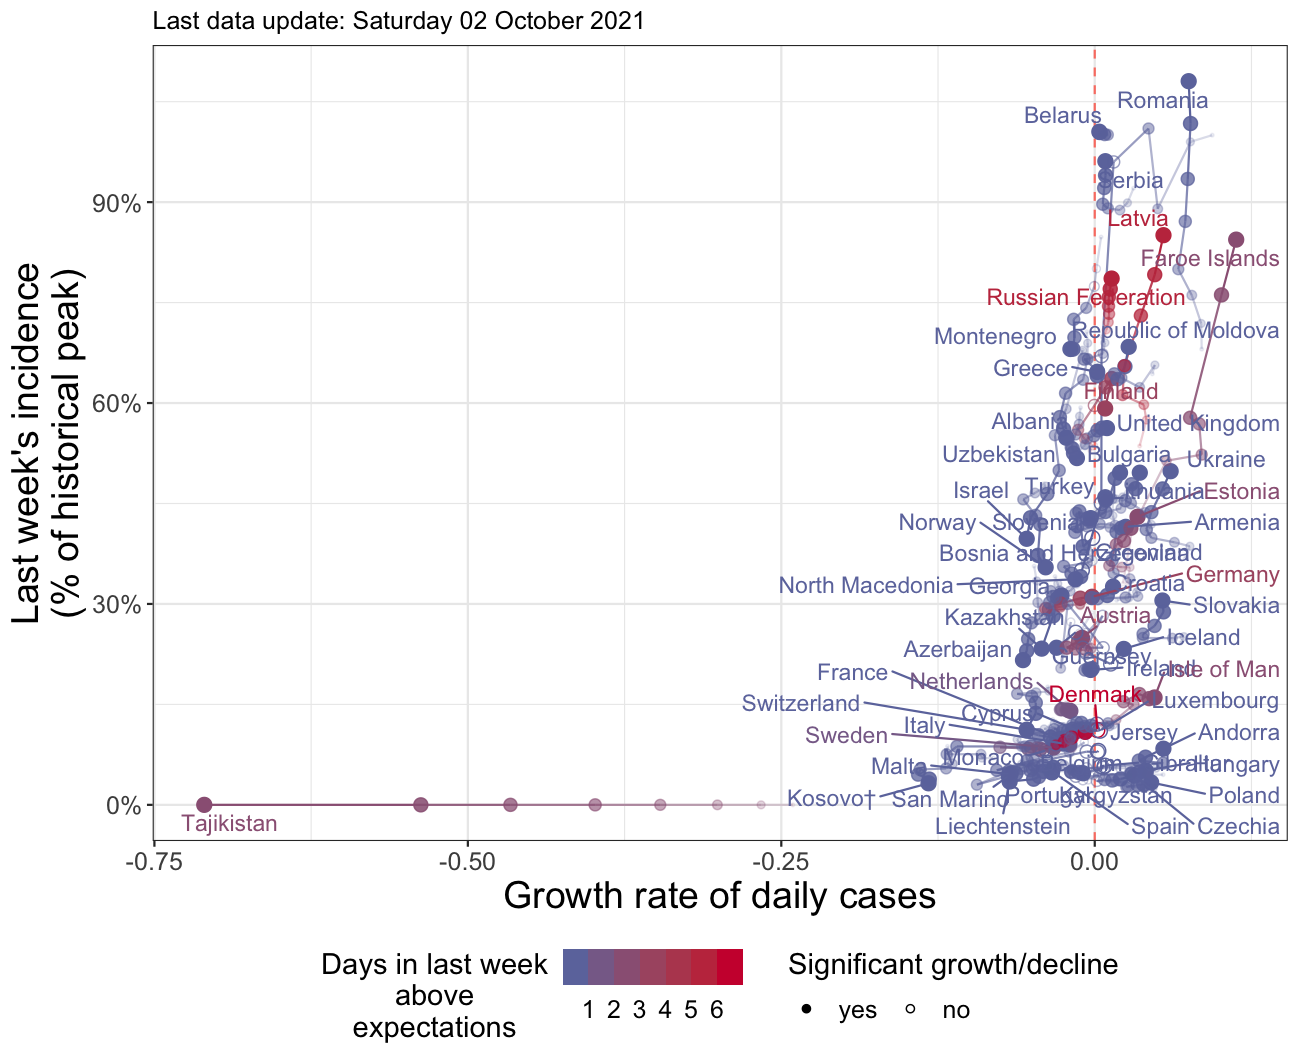 Last data update: Saturday 02 October 2021
Last week's incidence
(% of historical peak)
90%
60%
30%
0%
Romania
Belarus
Serbia
Latvia
Faroe Islands
Russian Federation
Montenegro
Republic of Moldova
Greece
Finland
Albania
United Kingdom
Uzbekistan
Bulgaria
Ukraine
Israel
Turkey
Lithuania
Estonia
Norway
Slovenia
Armenia
Bosnia and Herzegovina
Greenland
Germany
North Macedonia
Georgia
Croatia
Slovakia
Kazakhstan
Austria
Azerbaijan
Iceland
Guernsey
France
Netherlands
Ireland
Isle of Man
Switzerland
Denmark
Luxembourg
Cyprus
Italy
Sweden
Jersey
Andorra
Malta
Monaco
Belgium
Gibraltar
Hungary
Kosovo†
San Marino
Portugal
Kyrgyzstan
Poland
Tajikistan
Liechtenstein
Spain
Czechia
-0.75
-0.50
-0.25
0.00
Growth rate of daily cases
Days in last week
above
expectations
1 2 3 4 5 6
Significant growth/decline
yes
no